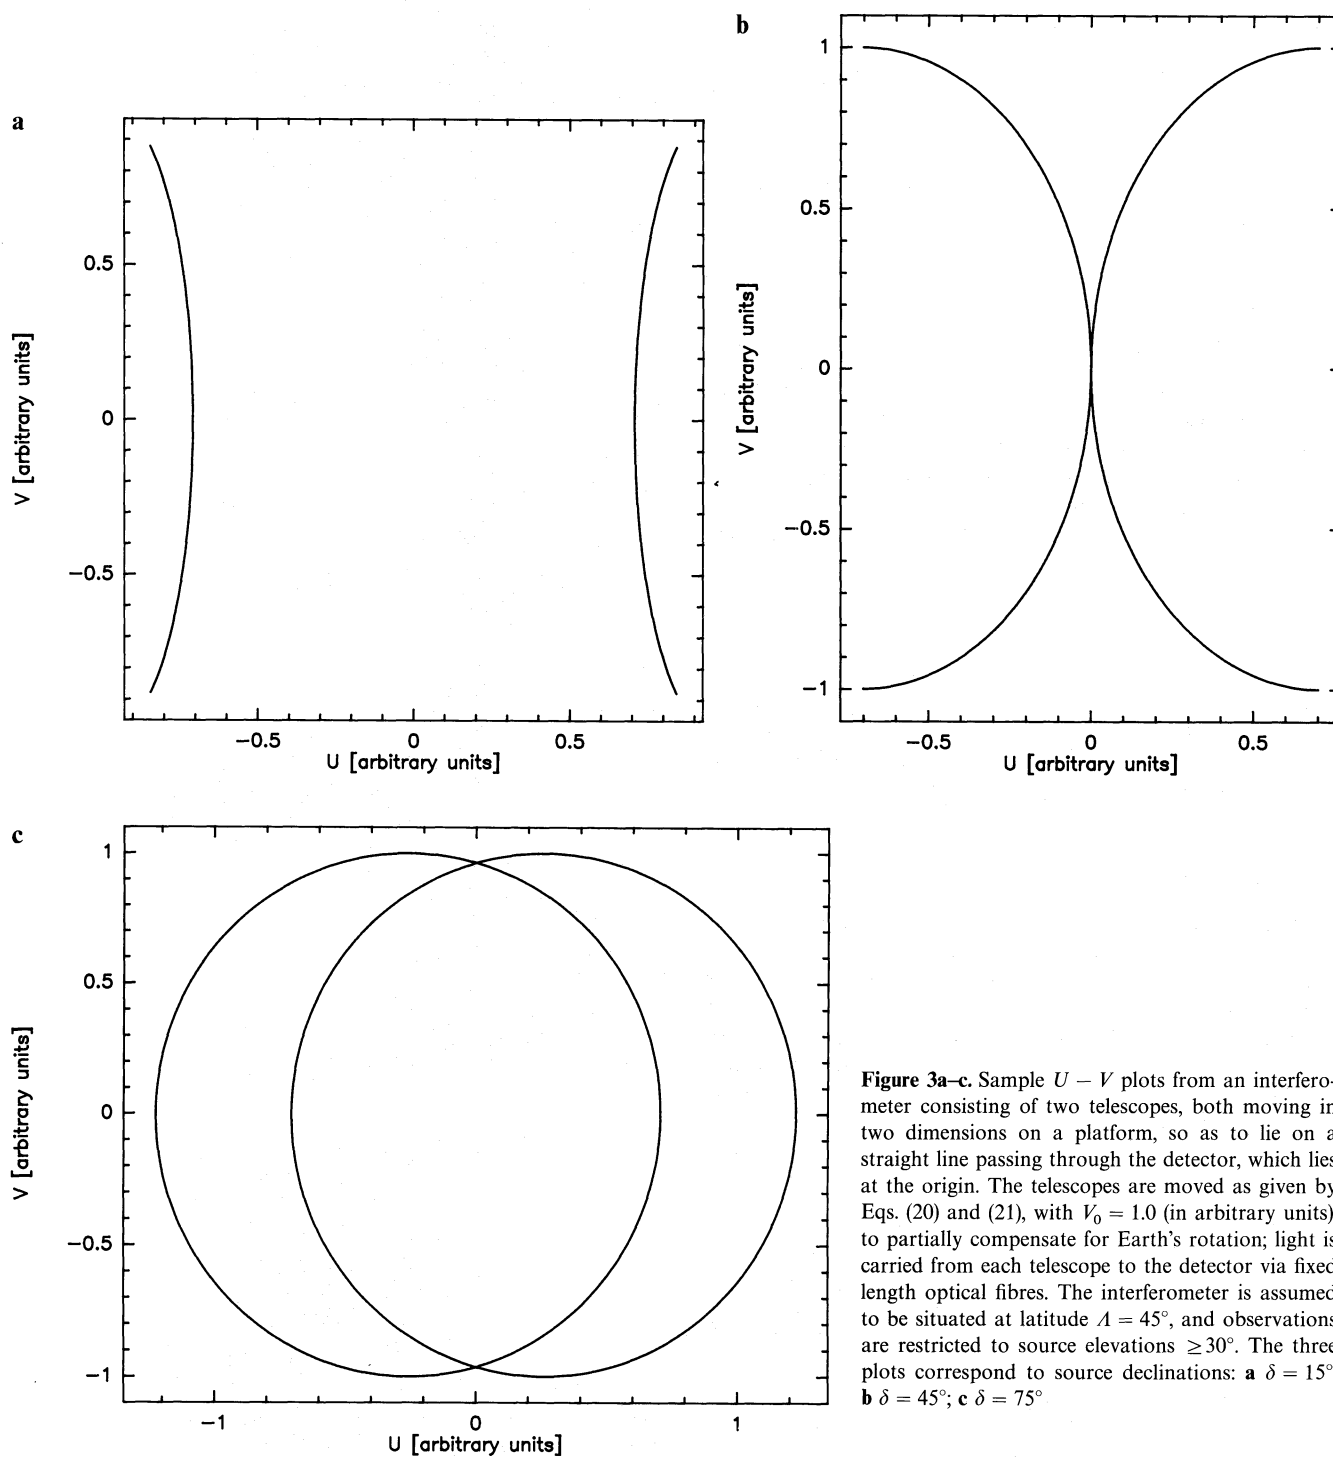 a
0.5
0
−0.5
V [arbitrary units]
−0.5 0 0.5
U [arbitrary units]
b
1
0.5
0
−0.5
−1
V [arbitrary units]
−0.5 0 0.5
U [arbitrary units]
c
1
0.5
0
−0.5
−1
V [arbitrary units]
−1 0 1
U [arbitrary units]
Figure 3a–c. Sample U − V plots from an interfero-
meter consisting of two telescopes, both moving in
two dimensions on a platform, so as to lie on a
straight line passing through the detector, which lies
at the origin. The telescopes are moved as given by
Eqs. (20) and (21), with V₀ = 1.0 (in arbitrary units)
to partially compensate for Earth's rotation; light is
carried from each telescope to the detector via fixed
length optical fibres. The interferometer is assumed
to be situated at latitude Λ = 45°, and observations
are restricted to source elevations ≥30°. The three
plots correspond to source declinations: a δ = 15°
b δ = 45°; c δ = 75°